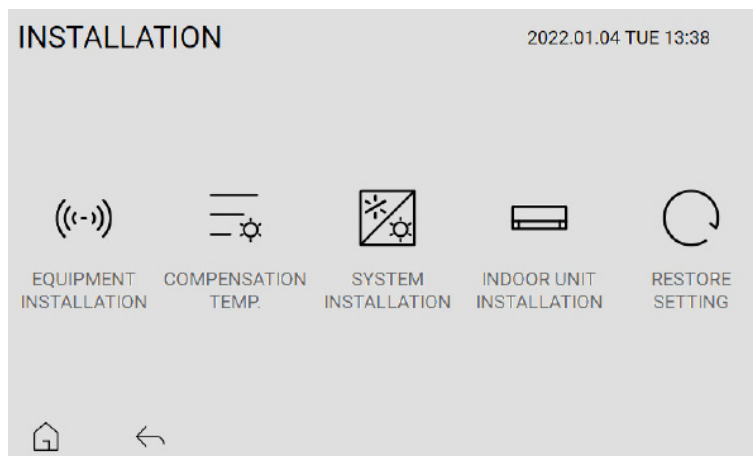 INSTALLATION
2022.01.04 TUE 13:38
EQUIPMENT
INSTALLATION
COMPENSATION
TEMP.
SYSTEM
INSTALLATION
INDOOR UNIT
INSTALLATION
RESTORE
SETTING